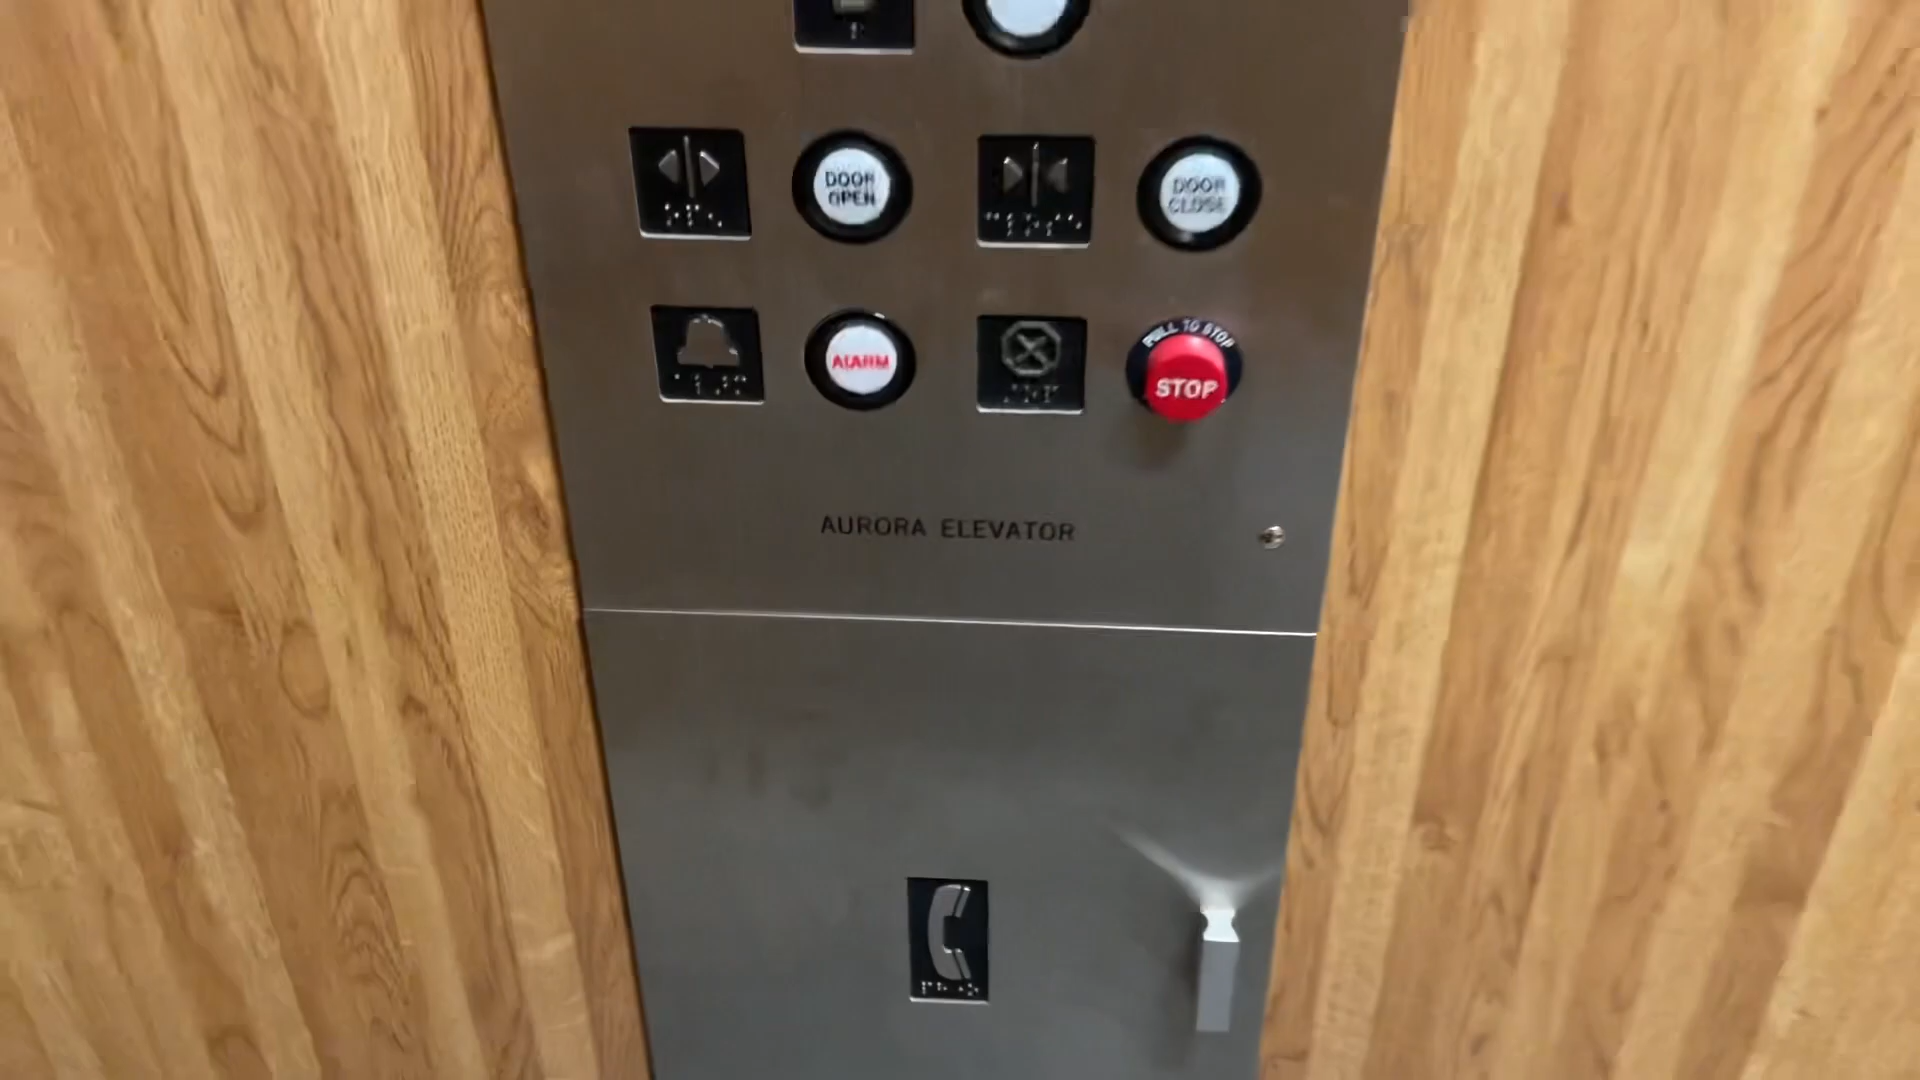 DOOR
OPEN
DOOR
CLOSE
ALARM
PULL TO STOP
STOP
AURORA ELEVATOR